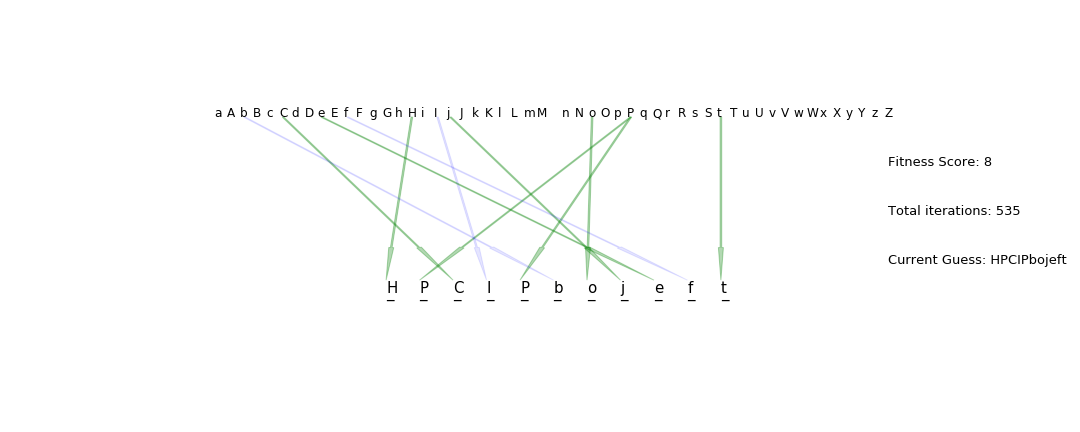 a A b B c C d D e E f F g G h H i I j J k K l L m M n N o O p P q Q r R s S t T u U v V w W x X y Y z Z
Fitness Score: 8
Total iterations: 535
Current Guess: HPCIPbojeft
H P C I P b o j e f t